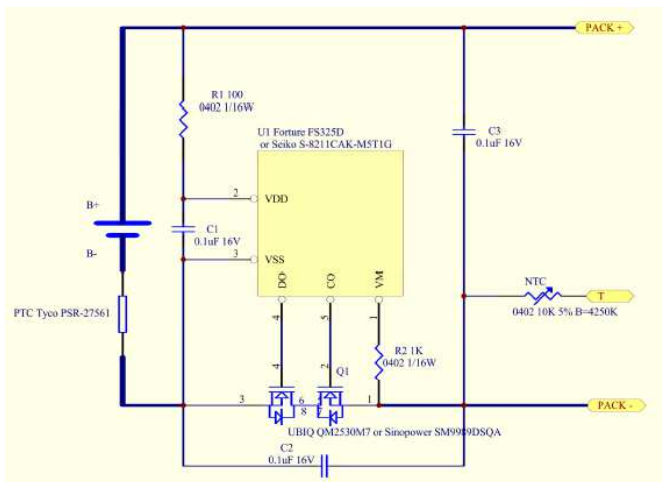 PACK +
R1 100
0402 1/16W
U1 Forture FS325D
or Seiko S-8211CAK-M5T1G
C3
0.1uF 16V
2
VDD
B+
C1
0.1uF 16V
B-
3
VSS
DO
CO
VM
NTC
T
4
5
1
PTC Tyco PSR-27561
0402 10K 5% B=4250K
R2 1K
0402 1/16W
4
2
Q1
3
6
8
7
1
PACK -
UBIQ QM2530M7 or Sinopower SM9989DSQA
C2
0.1uF 16V